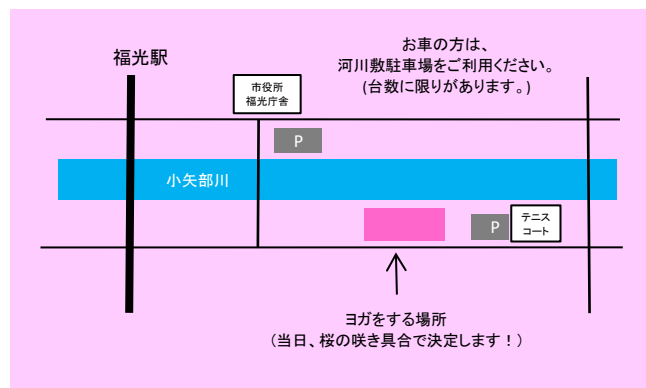 お車の方は、
河川敷駐車場をご利用ください。
(台数に限りがあります。)
福光駅
市役所
福光庁舎
P
小矢部川
P
テニス
コート
ヨガをする場所
（当日、桜の咲き具合で決定します！）